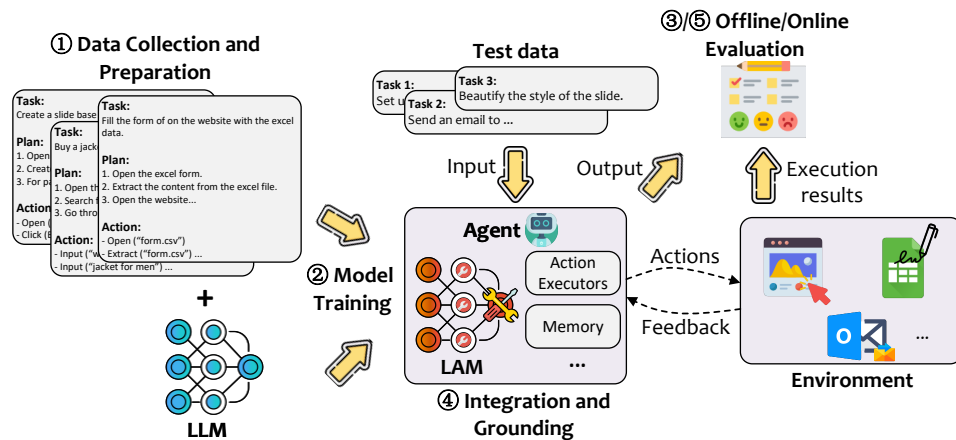 ① Data Collection and
Preparation
Task:
Create a slide base
Plan:
1. Open
2. Creat
3. For pa
Action
- Open (
- Click (E
Task:
Buy a jacke
Plan:
1. Open th
2. Search f
3. Go thro
Action:
- Input ("w
- Input ("jacket for men") ...
Task:
Fill the form of on the website with the excel
data.
Plan:
1. Open the excel form.
2. Extract the content from the excel file.
3. Open the website...
Action:
- Open ("form.csv")
- Extract ("form.csv") ...
+
LLM
② Model
Training
Test data
Task 1:
Set u
Task 2:
Send an email to ...
Task 3:
Beautify the style of the slide.
Input
Output
③/⑤ Offline/Online
Evaluation
Execution
results
Agent
Action
Executors
Memory
...
LAM
④ Integration and
Grounding
Actions
Feedback
O
...
Environment